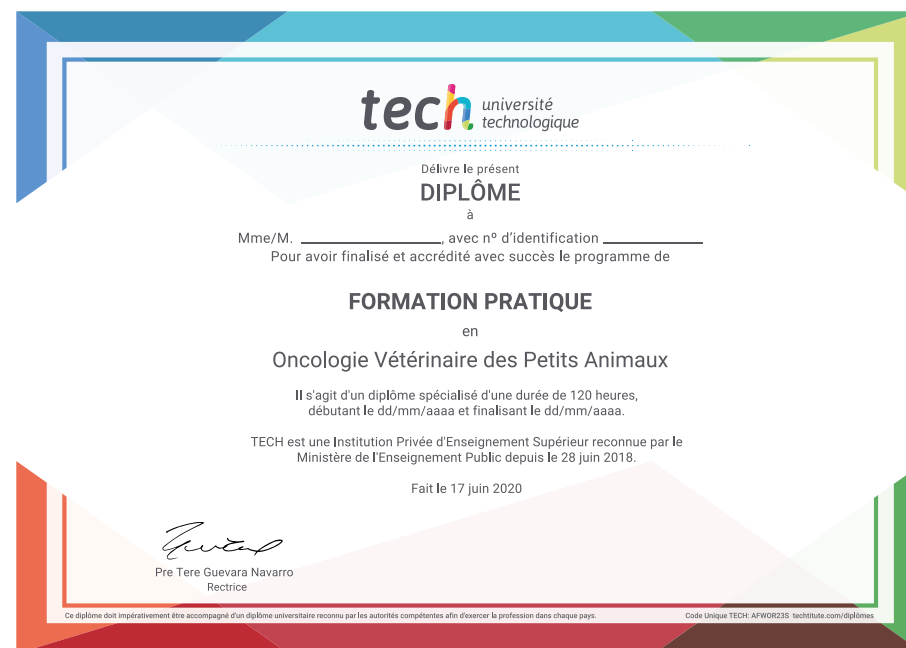 tech université
technologique
Délivre le présent
DIPLÔME
à
Mme/M. ____________________, avec nº d'identification ______________
Pour avoir finalisé et accrédité avec succès le programme de
FORMATION PRATIQUE
en
Oncologie Vétérinaire des Petits Animaux
Il s'agit d'un diplôme spécialisé d'une durée de 120 heures,
débutant le dd/mm/aaaa et finalisant le dd/mm/aaaa.
TECH est une Institution Privée d'Enseignement Supérieur reconnue par le
Ministère de l'Enseignement Public depuis le 28 juin 2018.
Fait le 17 juin 2020
Pre Tere Guevara Navarro
Rectrice
Ce diplôme doit impérativement être accompagné d'un diplôme universitaire reconnu par les autorités compétentes afin d'exercer la profession dans chaque pays.
Code Unique TECH: AFWOR23S techtitute.com/diplômes